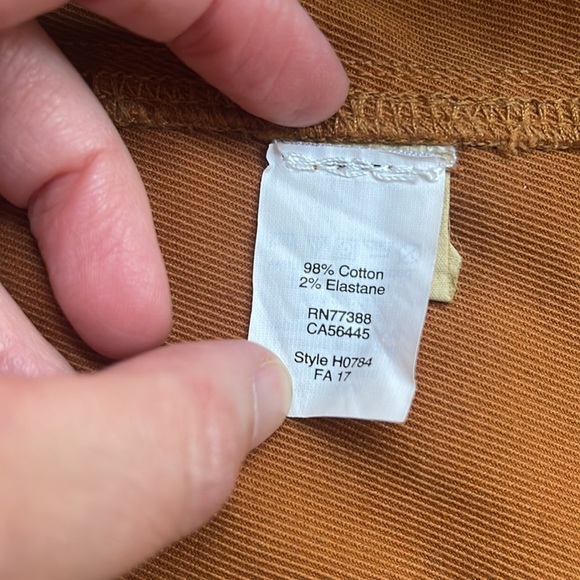 98% Cotton
2% Elastane
RN77388
CA56445
Style H0784
FA 17